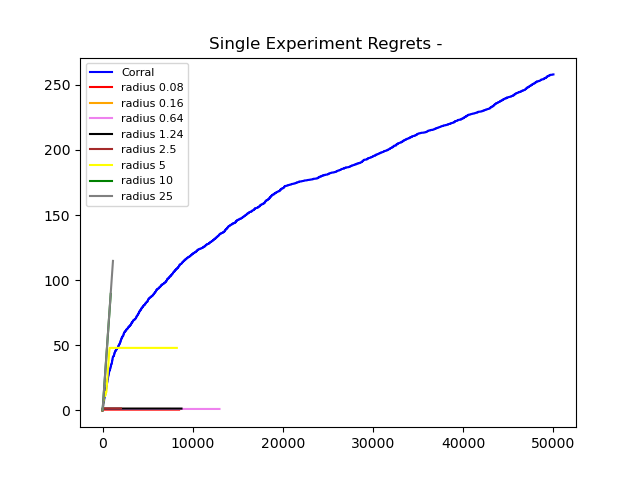 Single Experiment Regrets -
Corral
radius 0.08
radius 0.16
radius 0.64
radius 1.24
radius 2.5
radius 5
radius 10
radius 25
250
200
150
100
50
0
0 10000 20000 30000 40000 50000